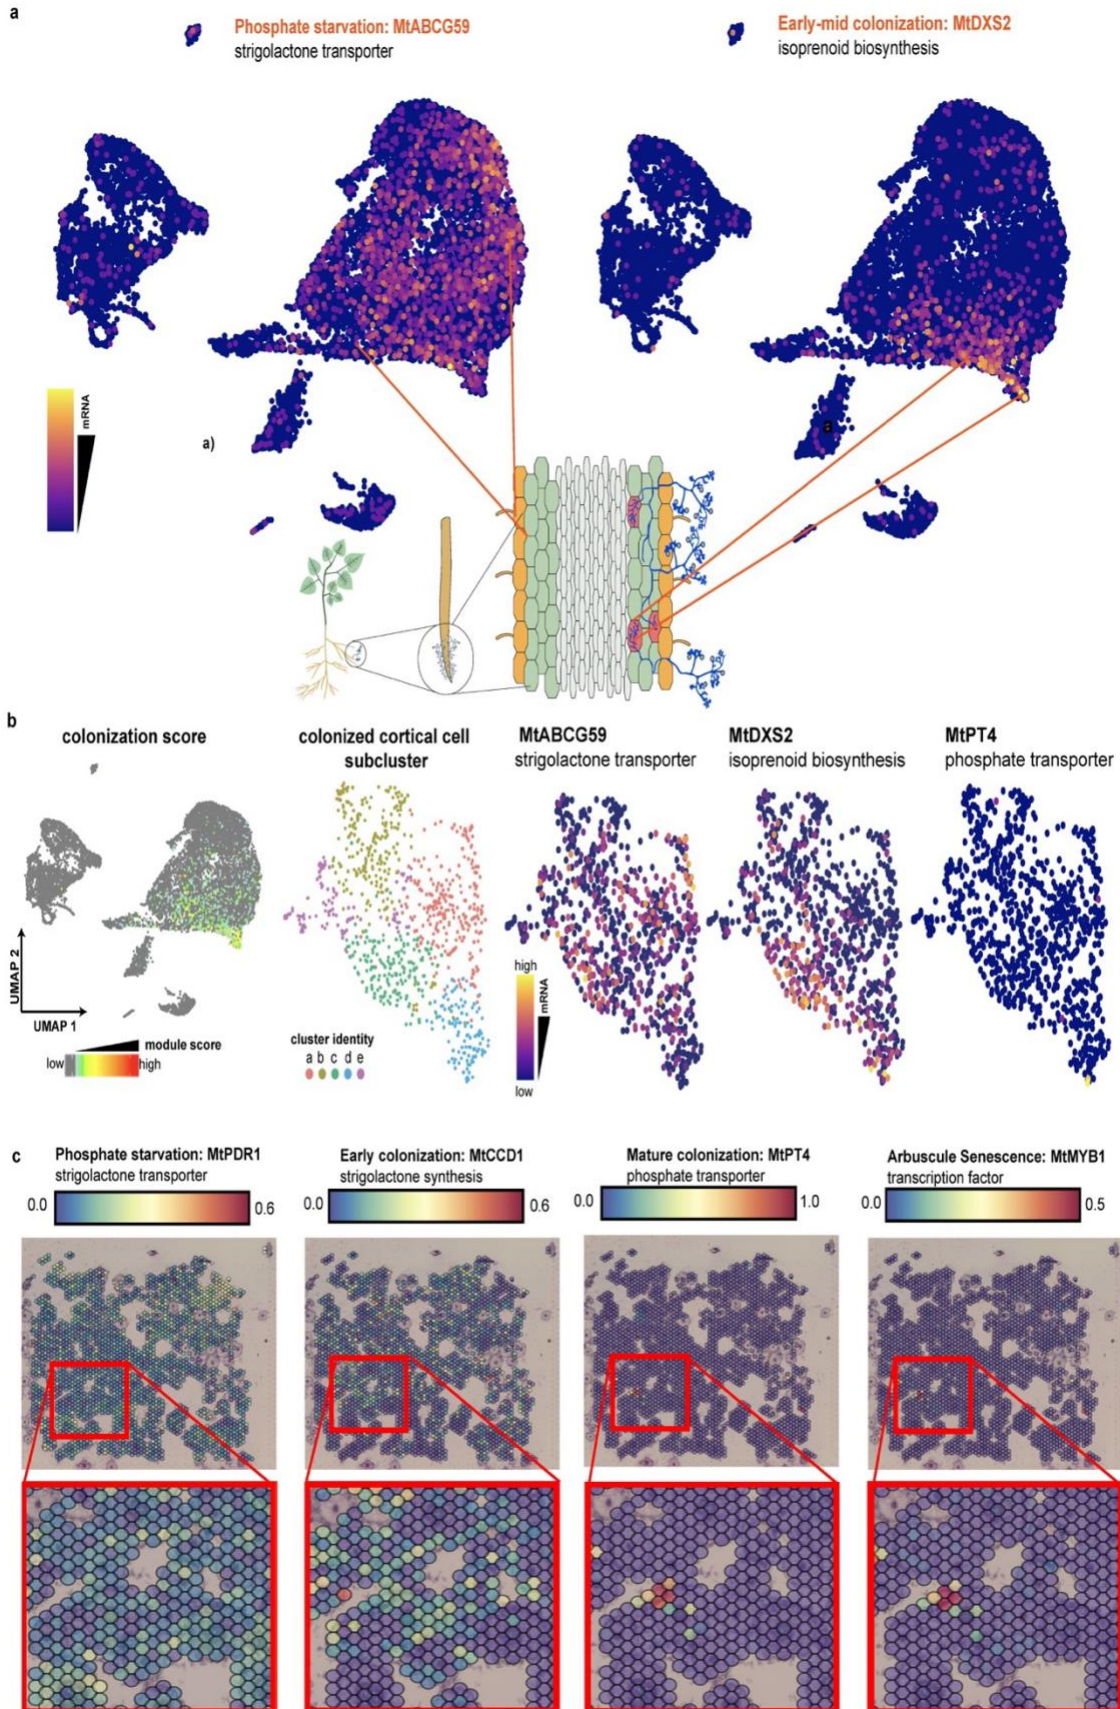 a
Phosphate starvation: MtABCG59
strigolactone transporter
Early-mid colonization: MtDXS2
isoprenoid biosynthesis
mRNA
a)
a
b
colonization score
UMAP 2
UMAP 1
module score
low
high
colonized cortical cell
subcluster
cluster identity
a b c d e
MtABCG59
strigolactone transporter
high
mRNA
low
MtDXS2
isoprenoid biosynthesis
MtPT4
phosphate transporter
c
Phosphate starvation: MtPDR1
strigolactone transporter
0.0
0.6
Early colonization: MtCCD1
strigolactone synthesis
0.0
0.6
Mature colonization: MtPT4
phosphate transporter
0.0
1.0
Arbuscule Senescence: MtMYB1
transcription factor
0.0
0.5